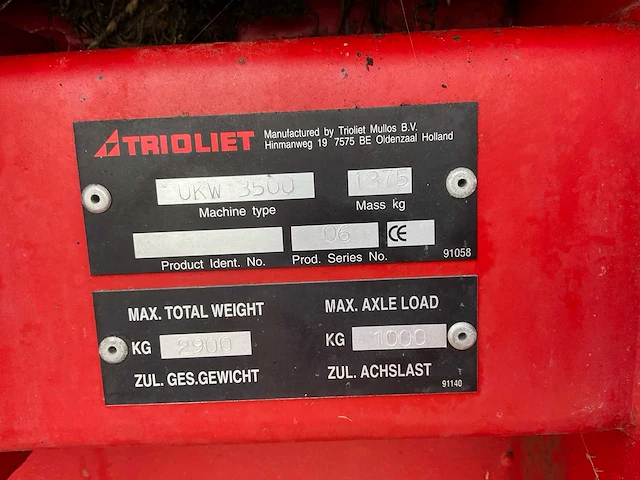 TRIOLIET
Manufactured by Trioliet Mullos B.V.
Hinmanweg 19 7575 BE Oldenzaal Holland
UKW 3500 1375
Machine type Mass kg
06 CE
Product Ident. No. Prod. Series No. 91058
MAX. TOTAL WEIGHT MAX. AXLE LOAD
KG 2900 KG 1000
ZUL. GES.GEWICHT ZUL. ACHSLAST
91140